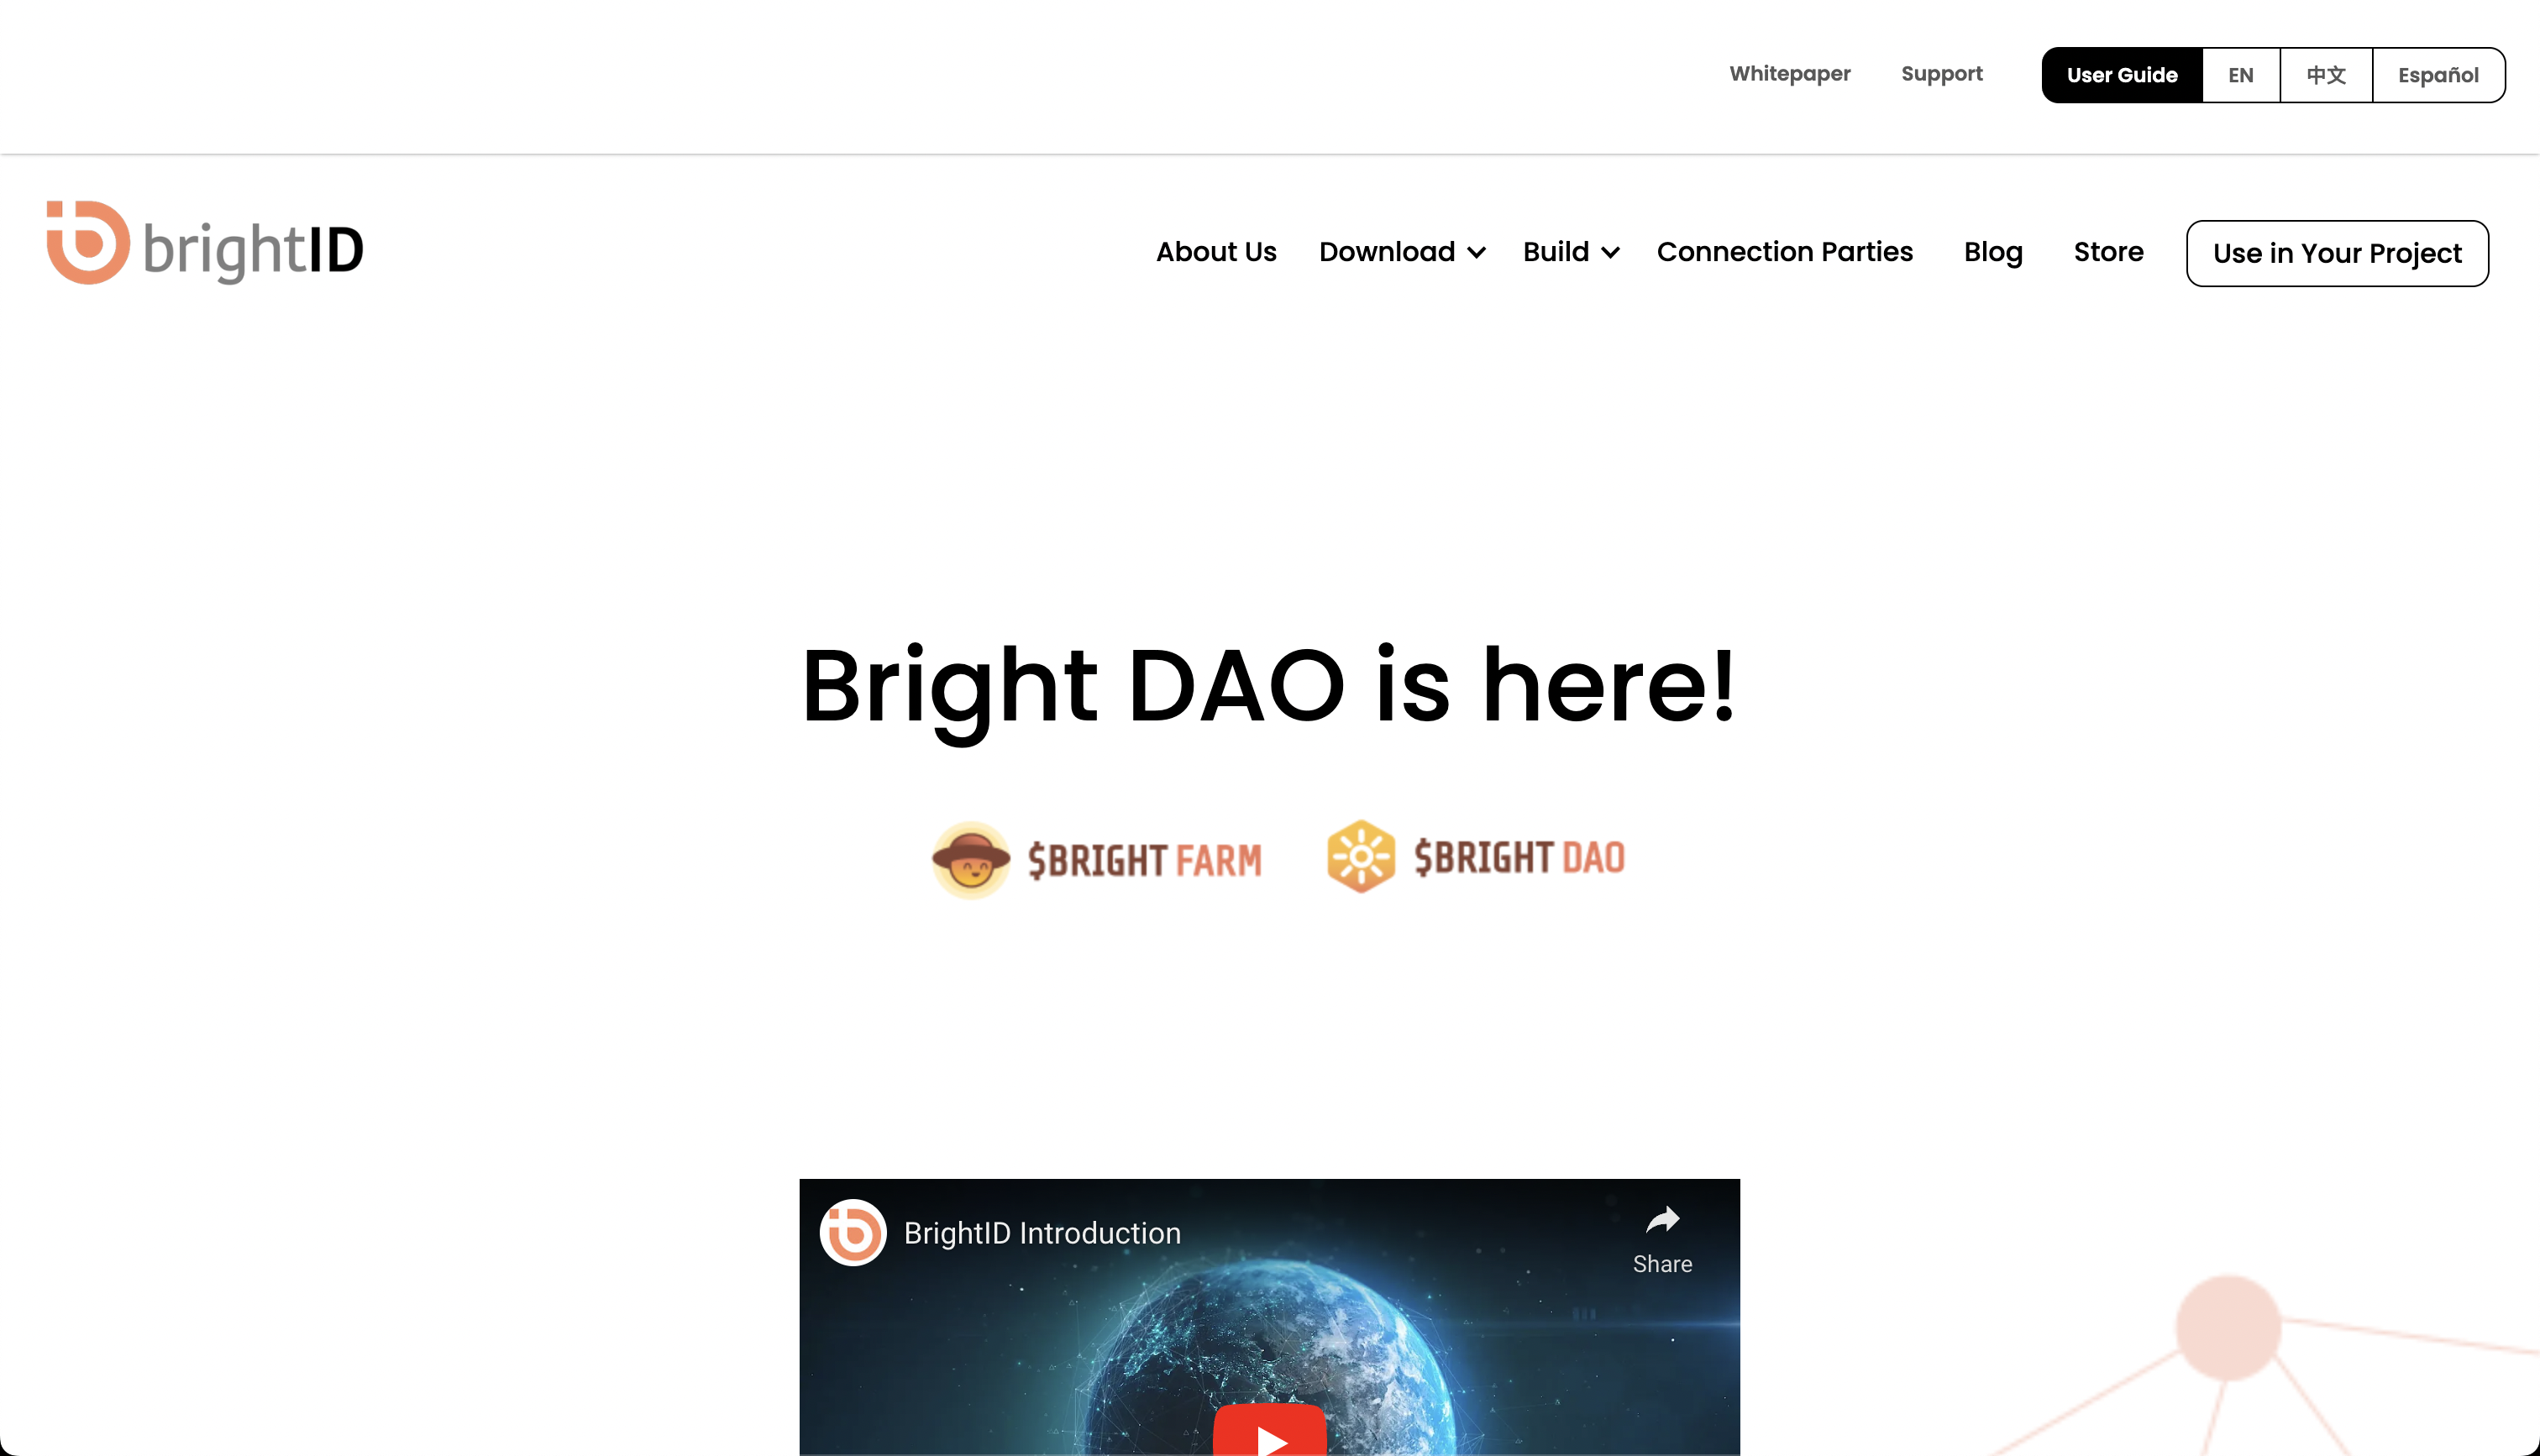 Whitepaper Support User Guide EN 中文 Español
brightID About Us Download Build Connection Parties Blog Store Use in Your Project
Bright DAO is here!
$BRIGHT FARM $BRIGHT DAO
BrightID Introduction
Share